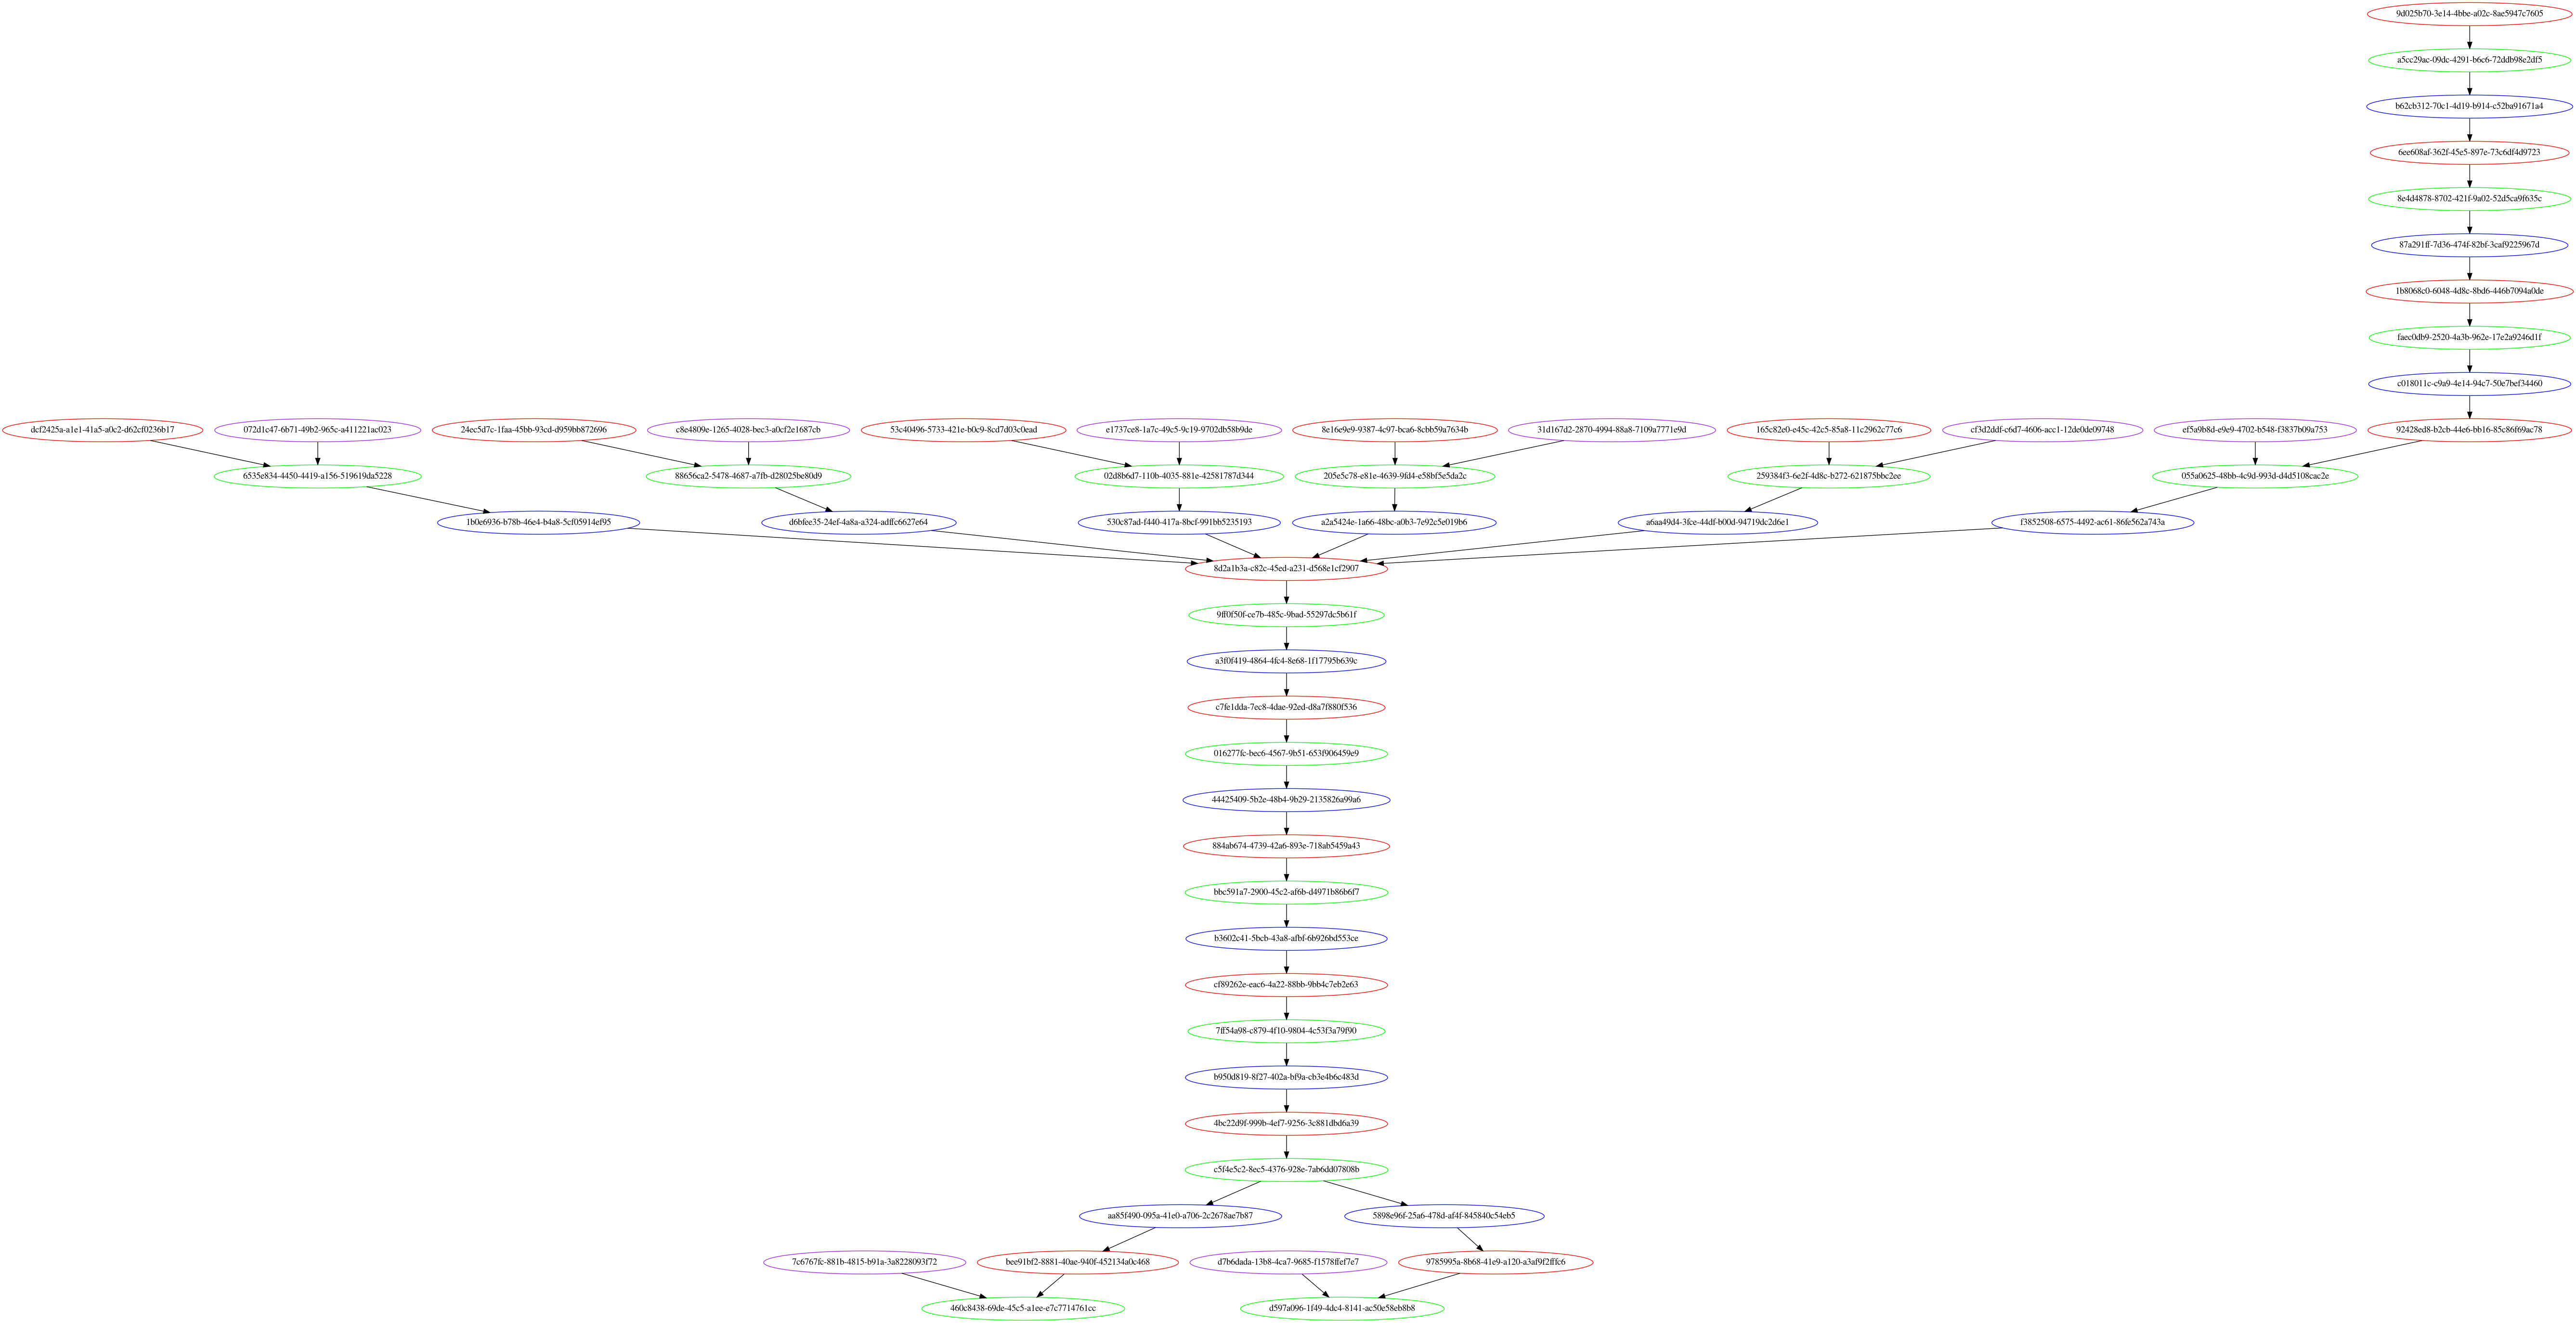 9d025b70-3e14-4bbe-a02c-8ae5947c7605
a5cc29ac-09dc-4291-b6c6-72ddb98e2df5
b62cb312-70c1-4d19-b914-c52ba91671a4
6ee608af-362f-45e5-897e-73c6df4d9723
8e4d4878-8702-421f-9a02-52d5ca9f635c
87a291ff-7d36-474f-82bf-3caf9225967d
1b8068c0-6048-4d8c-8bd6-446b7094a0de
faec0db9-2520-4a3b-962e-17e2a9246d1f
c018011c-c9a9-4e14-94c7-50e7bef34460
dcf2425a-a1e1-41a5-a0c2-d62cf0236b17
072d1c47-6b71-49b2-965c-a411221ac023
24ec5d7c-1faa-45bb-93cd-d959bb872696
c8e4809e-1265-4028-bec3-a0cf2e1687cb
53c40496-5733-421e-b0c9-8cd7d03c0ead
e1737ce8-1a7c-49c5-9c19-9702db58b9de
8e16e9e9-9387-4c97-bca6-8cbb59a7634b
31d167d2-2870-4994-88a8-7109a7771e9d
165c82e0-e45c-42c5-85a8-11c2962c77c6
cf3d2ddf-c6d7-4606-acc1-12de0de09748
ef5a9b8d-e9e9-4702-b548-f3837b09a753
92428ed8-b2cb-44e6-bb16-85c86f69ac78
6535e834-4450-4419-a156-519619da5228
88656ca2-5478-4687-a7fb-d28025be80d9
02d8b6d7-110b-4035-881e-42581787d344
205e5c78-e81e-4639-9fd4-e58bf5e5da2c
259384f3-6e2f-4d8c-b272-621875bbc2ee
055a0625-48bb-4c9d-993d-d4d5108cac2e
1b0e6936-b78b-46e4-b4a8-5cf05914ef95
d6bfee35-24ef-4a8a-a324-adffc6627e64
530c87ad-f440-417a-8bcf-991bb5235193
a2a5424e-1a66-48bc-a0b3-7e92c5e019b6
a6aa49d4-3fce-44df-b00d-94719dc2d6e1
f3852508-6575-4492-ac61-86fe562a743a
8d2a1b3a-c82c-45ed-a231-d568e1cf2907
9ff0f50f-ce7b-485c-9bad-55297dc5b61f
a3f0f419-4864-4fc4-8e68-1f17795b639c
c7fe1dda-7ec8-4dae-92ed-d8a7f880f536
016277fc-bec6-4567-9b51-653f906459e9
44425409-5b2e-48b4-9b29-2135826a99a6
884ab674-4739-42a6-893e-718ab5459a43
bbc591a7-2900-45c2-af6b-d4971b86b6f7
b3602c41-5bcb-43a8-afbf-6b926bd553ce
cf89262e-eac6-4a22-88bb-9bb4c7eb2e63
7ff54a98-c879-4f10-9804-4c53f3a79f90
b950d819-8f27-402a-bf9a-cb3e4b6c483d
4bc22d9f-999b-4ef7-9256-3c881dbd6a39
c5f4e5c2-8ec5-4376-928e-7ab6dd07808b
aa85f490-095a-41e0-a706-2c2678ae7b87
5898e96f-25a6-478d-af4f-845840c54eb5
7c6767fc-881b-4815-b91a-3a8228093f72
bee91bf2-8881-40ae-940f-452134a0c468
d7b6dada-13b8-4ca7-9685-f1578ffef7e7
9785995a-8b68-41e9-a120-a3af9f2fffc6
460c8438-69de-45c5-a1ee-e7c7714761cc
d597a096-1f49-4dc4-8141-ac50e58eb8b8